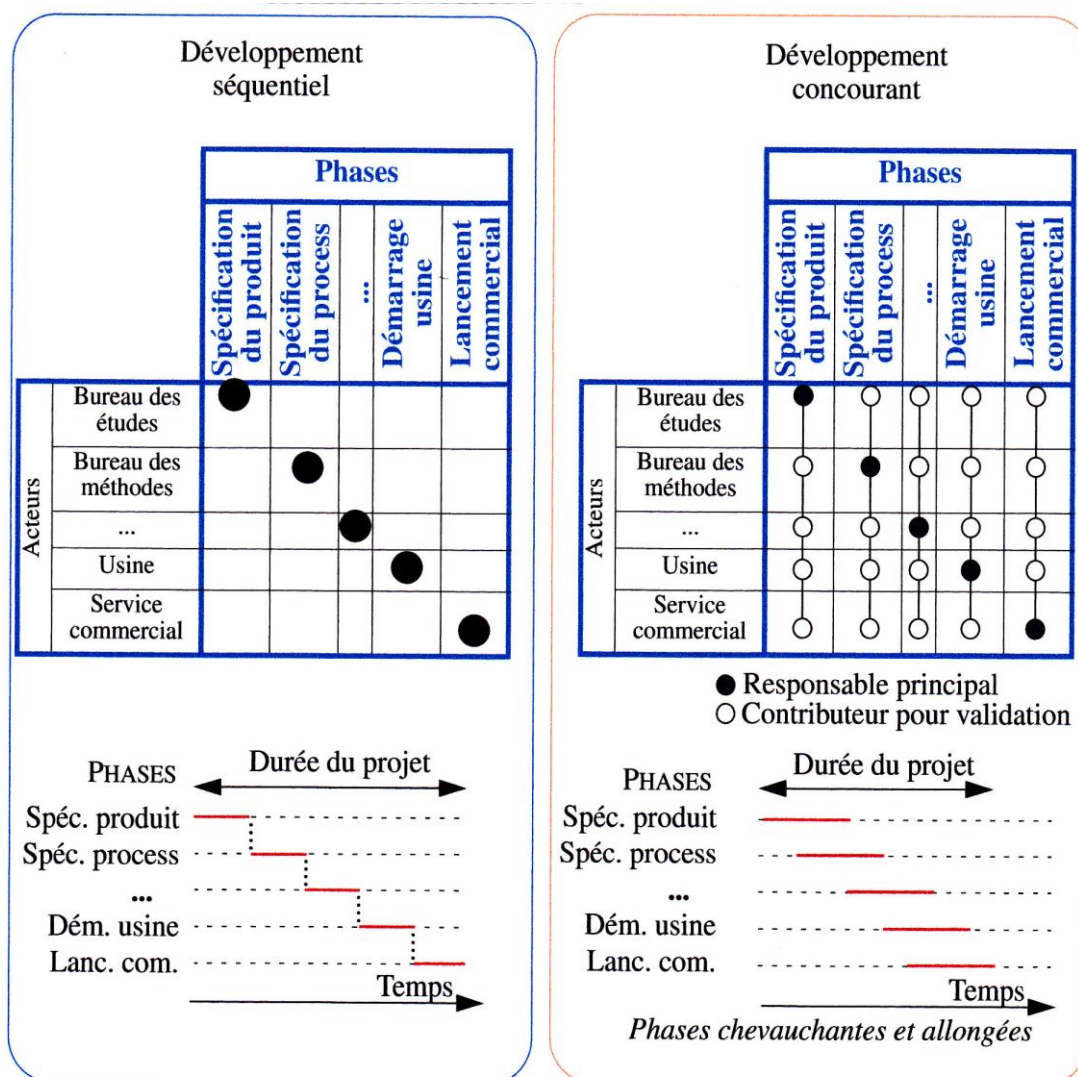 Développement
séquentiel
Phases
Spécification
du produit
Spécification
du process
...
Démarrage
usine
Lancement
commercial
Acteurs
Bureau des
études
Bureau des
méthodes
...
Usine
Service
commercial
PHASES
Durée du projet
Spéc. produit
Spéc. process
...
Dém. usine
Lanc. com.
Temps
Développement
concourant
Phases
Spécification
du produit
Spécification
du process
...
Démarrage
usine
Lancement
commercial
Acteurs
Bureau des
études
Bureau des
méthodes
...
Usine
Service
commercial
Responsable principal
Contributeur pour validation
PHASES
Durée du projet
Spéc. produit
Spéc. process
...
Dém. usine
Lanc. com.
Temps
Phases chevauchantes et allongées